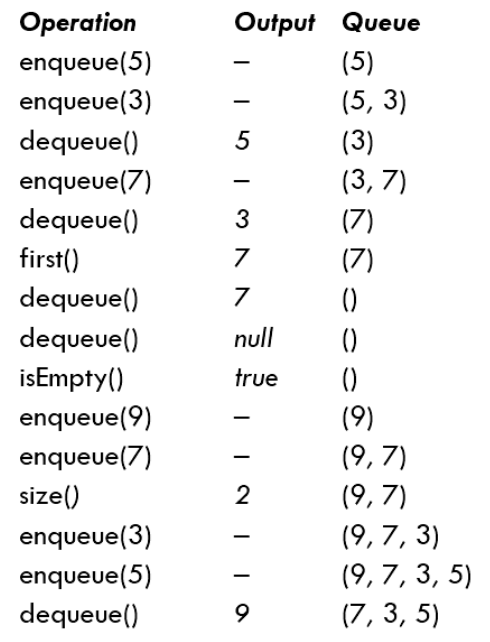 Operation Output Queue
enqueue(5) – (5)
enqueue(3) – (5, 3)
dequeue() 5 (3)
enqueue(7) – (3, 7)
dequeue() 3 (7)
first() 7 (7)
dequeue() 7 ()
dequeue() null ()
isEmpty() true ()
enqueue(9) – (9)
enqueue(7) – (9, 7)
size() 2 (9, 7)
enqueue(3) – (9, 7, 3)
enqueue(5) – (9, 7, 3, 5)
dequeue() 9 (7, 3, 5)